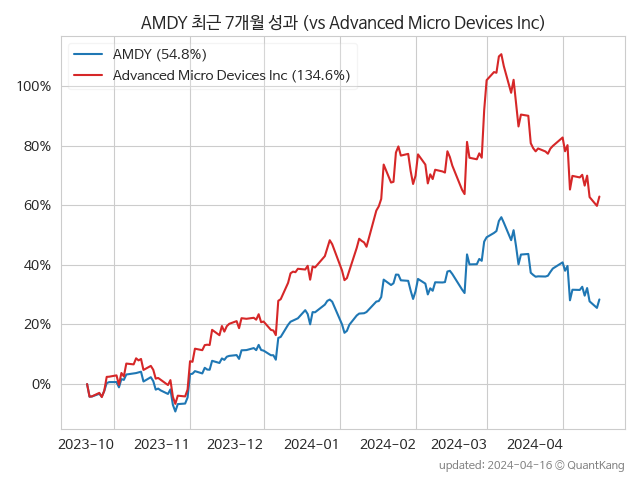 AMDY 최근 7개월 성과 (vs Advanced Micro Devices Inc)
AMDY (54.8%)
Advanced Micro Devices Inc (134.6%)
100%
80%
60%
40%
20%
0%
2023-10 2023-11 2023-12 2024-01 2024-02 2024-03 2024-04
updated: 2024-04-16 © QuantKang